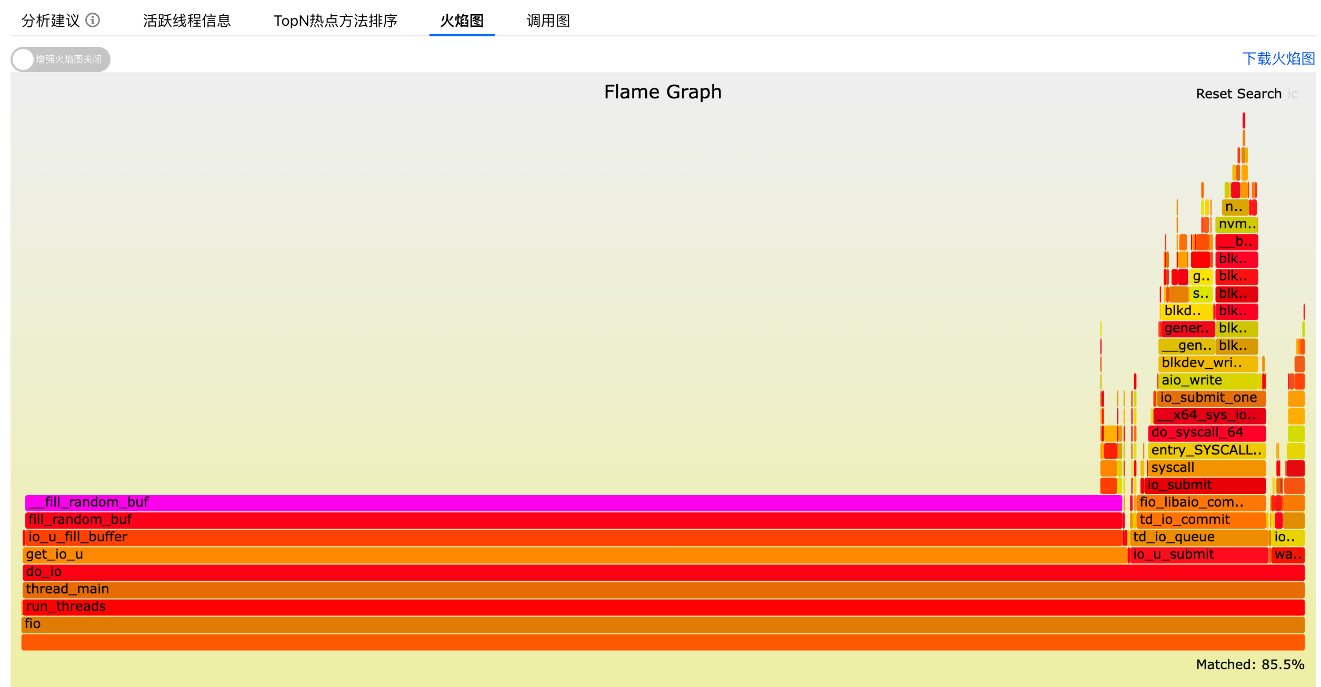 分析建议 活跃线程信息 TopN热点方法排序 火焰图 调用图
增强火焰图关闭 下载火焰图
Flame Graph
Reset Search ic
n..
nvm..
__b..
blk..
g.. blk..
s.. blk..
blkd.. blk..
gener.. blk..
__gen.. blk..
blkdev_wri..
aio_write
io_submit_one
__x64_sys_io..
do_syscall_64
entry_SYSCALL..
syscall
io_submit
__fill_random_buf fio_libaio_com..
fill_random_buf td_io_commit
io_u_fill_buffer td_io_queue io..
get_io_u io_u_submit wa..
do_io
thread_main
run_threads
fio
Matched: 85.5%